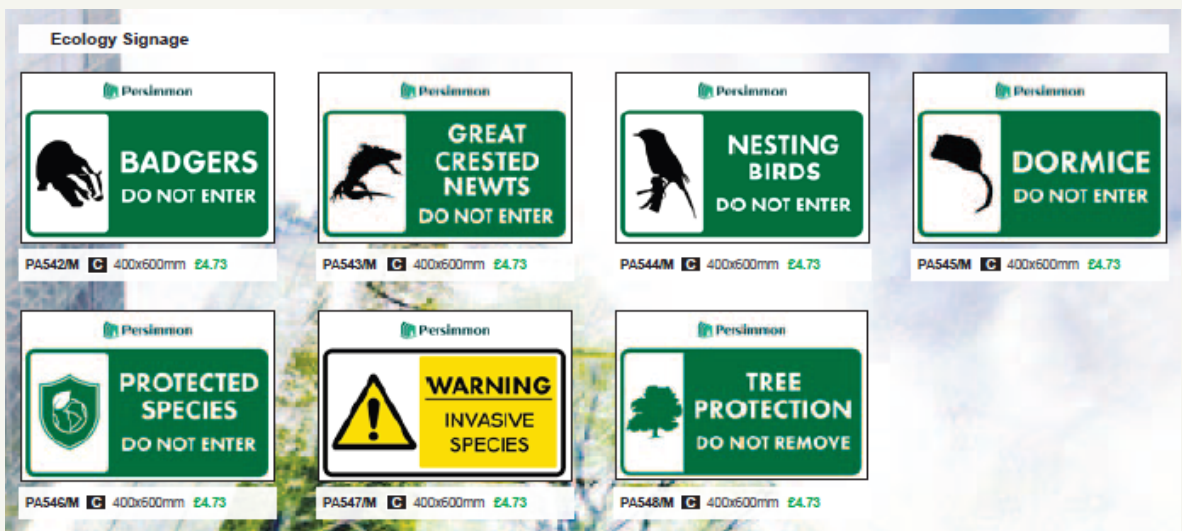 Ecology Signage
Persimmon
BADGERS
DO NOT ENTER
PA542/M C 400x600mm £4.73
Persimmon
GREAT
CRESTED
NEWTS
DO NOT ENTER
PA543/M C 400x600mm £4.73
Persimmon
NESTING
BIRDS
DO NOT ENTER
PA544/M C 400x600mm £4.73
Persimmon
DORMICE
DO NOT ENTER
PA545/M C 400x600mm £4.73
Persimmon
PROTECTED
SPECIES
DO NOT ENTER
PA546/M C 400x600mm £4.73
Persimmon
WARNING
INVASIVE
SPECIES
PA547/M C 400x600mm £4.73
Persimmon
TREE
PROTECTION
DO NOT REMOVE
PA548/M C 400x600mm £4.73